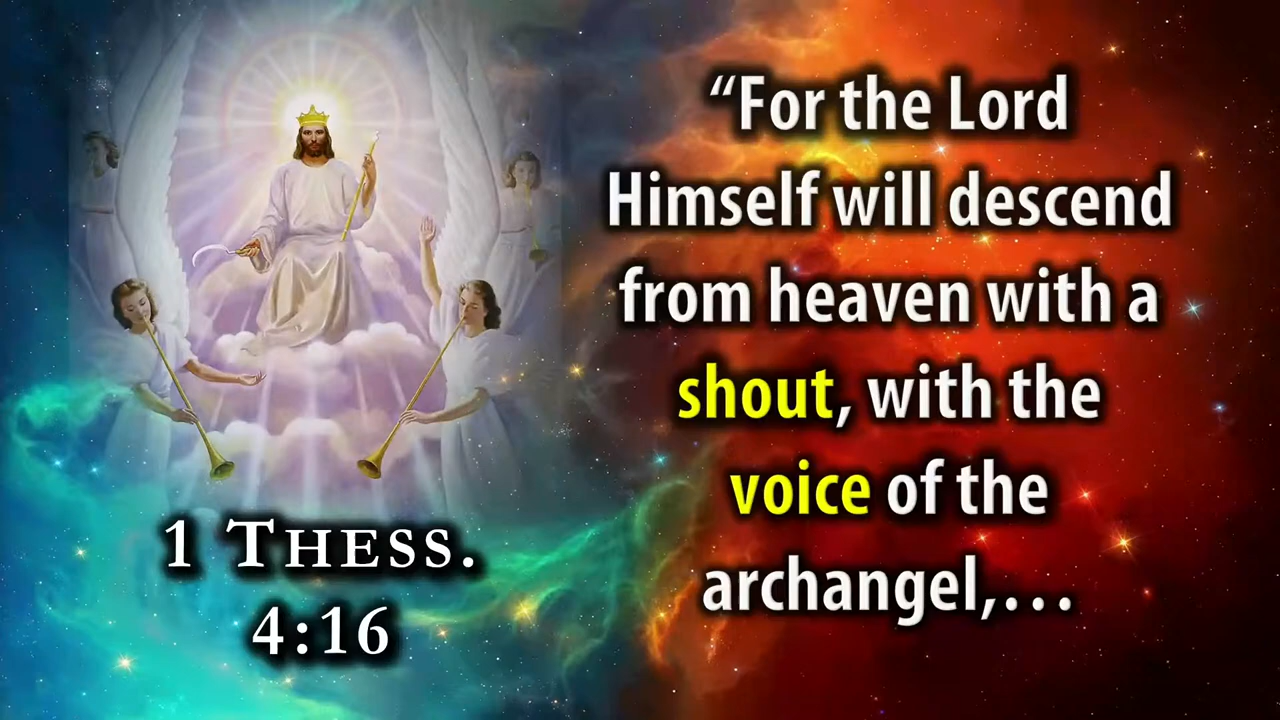 1 THESS.
4:16
“For the Lord
Himself will descend
from heaven with a
shout, with the
voice of the
archangel,...